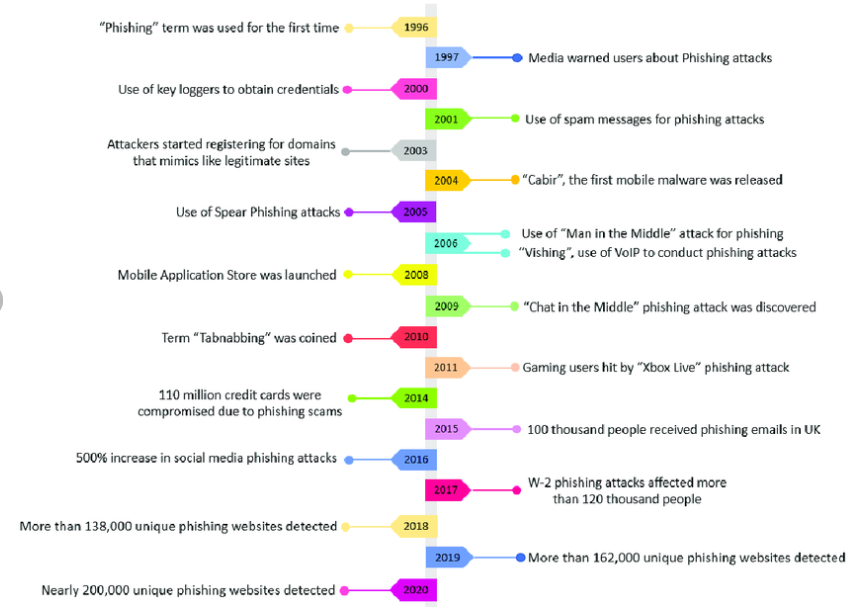 "Phishing" term was used for the first time
1996
1997
Media warned users about Phishing attacks
Use of key loggers to obtain credentials
2000
2001
Use of spam messages for phishing attacks
Attackers started registering for domains
that mimics like legitimate sites
2003
2004
"Cabir", the first mobile malware was released
Use of Spear Phishing attacks
2005
2006
Use of "Man in the Middle" attack for phishing
"Vishing", use of VoIP to conduct phishing attacks
Mobile Application Store was launched
2008
2009
"Chat in the Middle" phishing attack was discovered
Term "Tabnabbing" was coined
2010
2011
Gaming users hit by "Xbox Live" phishing attack
110 million credit cards were
compromised due to phishing scams
2014
2015
100 thousand people received phishing emails in UK
500% increase in social media phishing attacks
2016
2017
W-2 phishing attacks affected more
than 120 thousand people
More than 138,000 unique phishing websites detected
2018
2019
More than 162,000 unique phishing websites detected
Nearly 200,000 unique phishing websites detected
2020